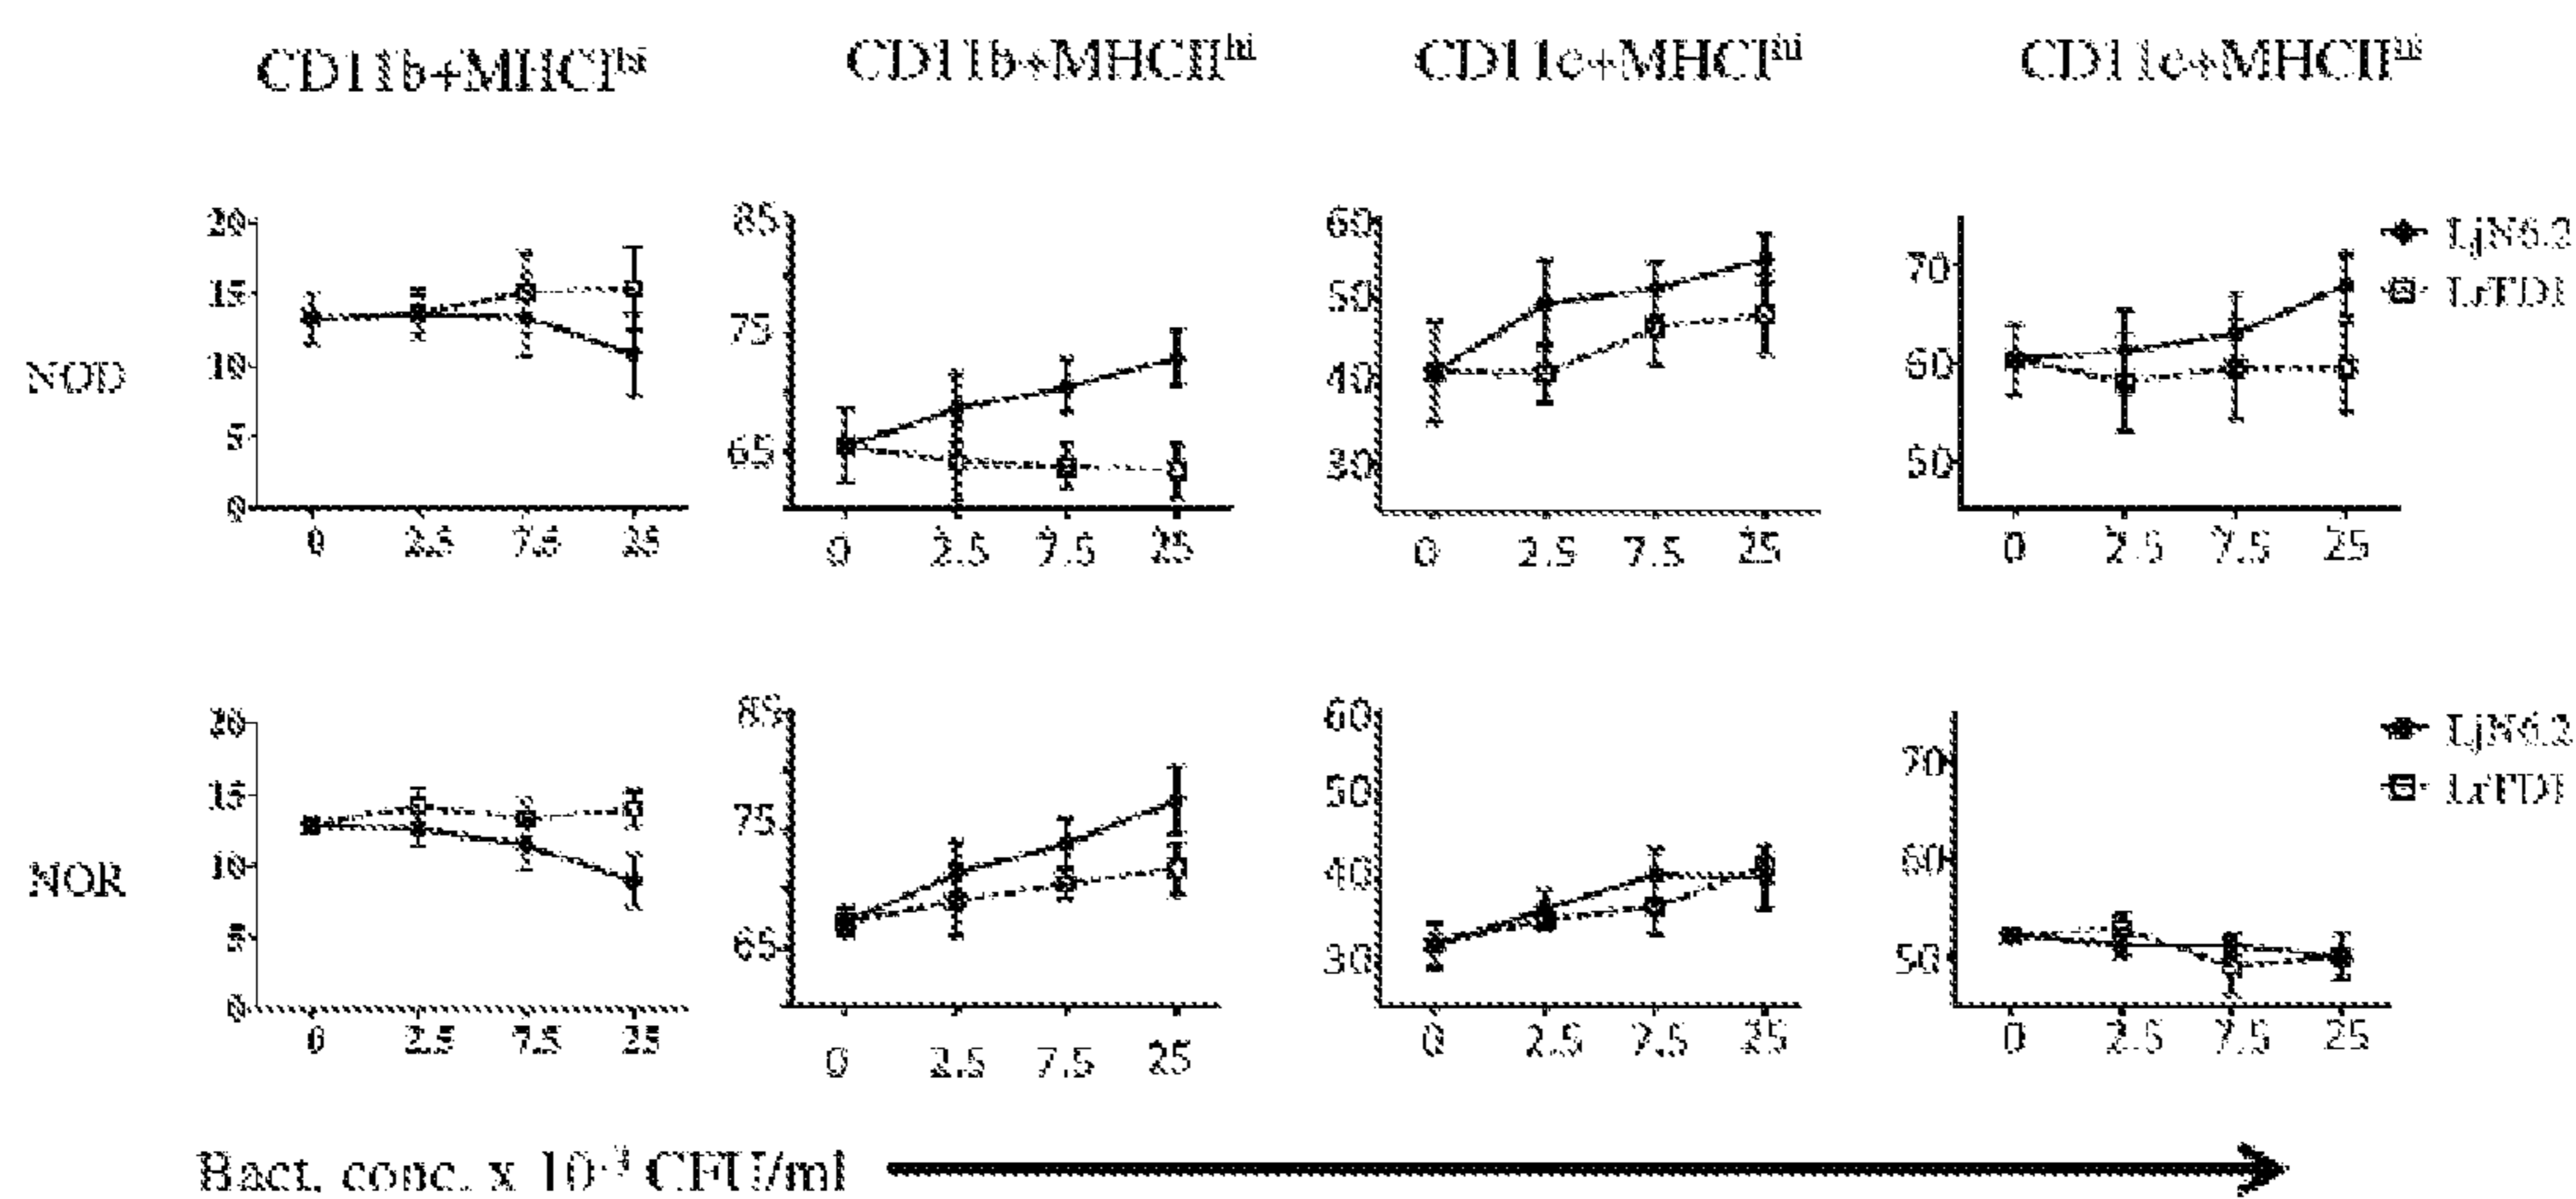 CD11b+MHCI^hi CD11b+MHCII^hi CD11c+MHCI^hi CD11c+MHCII^hi
NOD
20 15 10 5 0
0 2.5 7.5 25
85 75 65
0 2.5 7.5 25
60 50 40 30
0 2.5 7.5 25
70 60 50
0 2.5 7.5 25
LjN6.2
LrTD1
NOR
20 15 10 5 0
0 2.5 7.5 25
85 75 65
0 2.5 7.5 25
60 50 40 30
0 2.5 7.5 25
70 60 50
0 2.5 7.5 25
LjN6.2
LrTD1
Bact. conc. x 10 CFU/ml